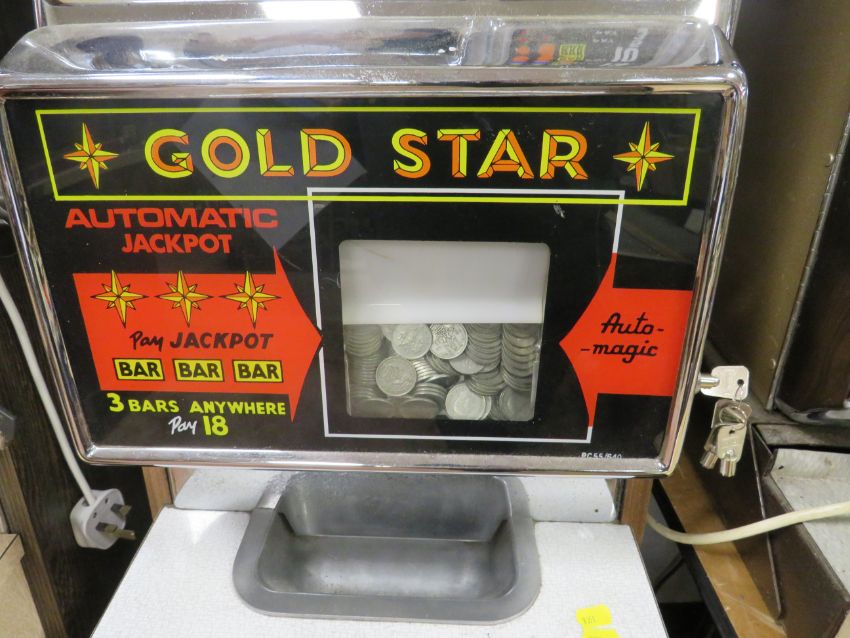 GOLD STAR
AUTOMATIC
JACKPOT
Pay JACKPOT
BAR BAR BAR
3 BARS ANYWHERE
Pay 18
Auto-
-magic